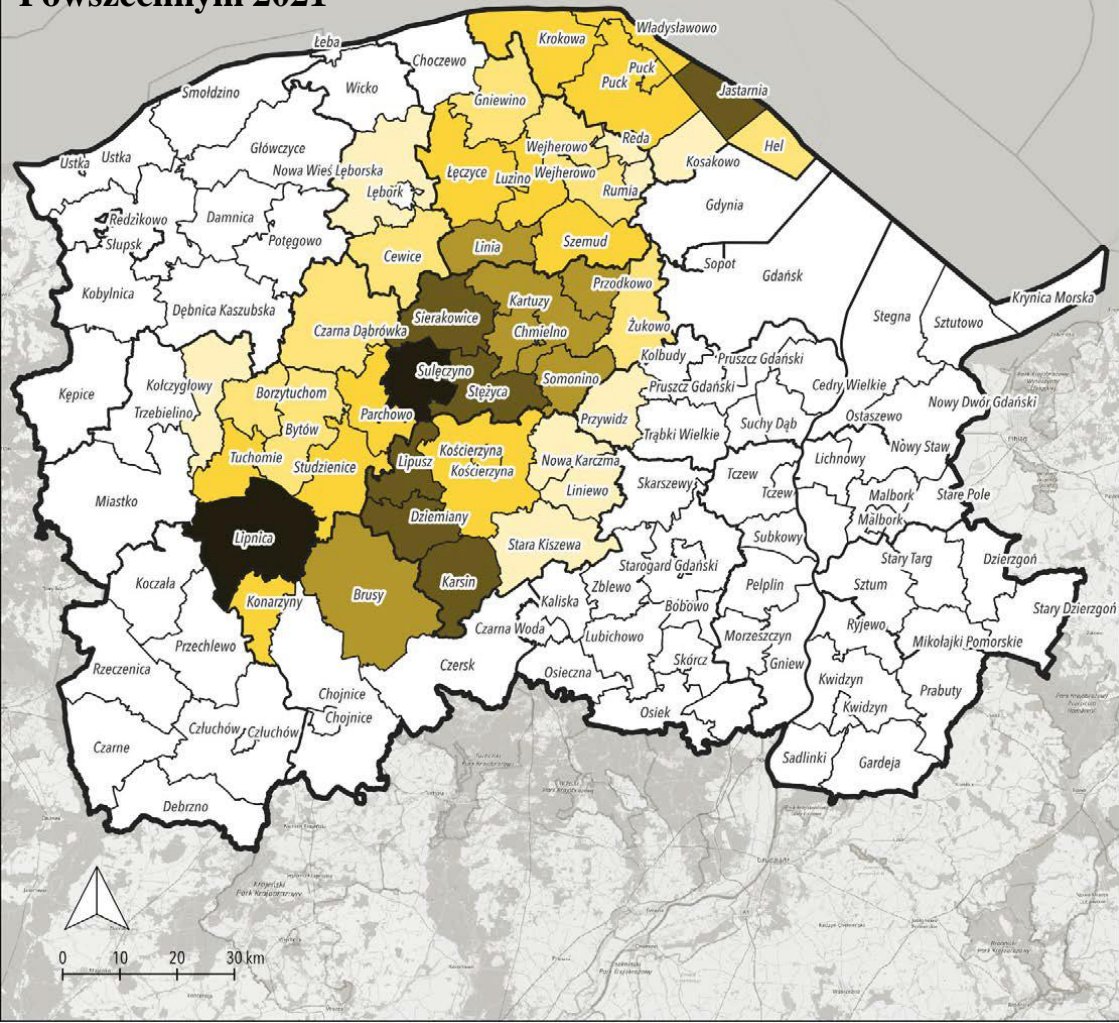 Powszechnym 2021
Władysławowo
Krokowa
Łeba
Choczewo
Puck
Puck
Wicko
Jastarnia
Smołdzino
Gniewino
Reda
Hel
Wejherowo
Główczyce
Ustka
Ustka
Kosakowo
Nowa Wieś Lęborska
Łęczyce
Luzino
Wejherowo
Lębork
Rumia
Gdynia
Redzikowo
Damnica
Słupsk
Potęgowo
Linia
Szemud
Cewice
Sopot
Gdańsk
Przodkowo
Kobylnica
Kartuzy
Krynica Morska
Dębnica Kaszubska
Sierakowice
Stegna
Sztutowo
Czarna Dąbrówka
Chmielno
Żukowo
Kolbudy
Pruszcz Gdański
Sulęczyno
Somonino
Kołczygłowy
Pruszcz Gdański
Cedry Wielkie
Kępice
Borzytuchom
Stężyca
Nowy Dwór Gdański
Trzebielino
Parchowo
Przywidz
Ostaszewo
Suchy Dąb
Bytów
Trąbki Wielkie
Kościerzyna
Nowy Staw
Tuchomie
Studzienice
Lipusz
Kościerzyna
Nowa Karczma
Lichnowy
Tczew
Skarszewy
Liniewo
Tczew
Malbork
Stare Pole
Miastko
Dziemiany
Malbork
Lipnica
Subkowy
Stara Kiszewa
Stary Targ
Dzierzgoń
Starogard Gdański
Koczała
Karsin
Zblewo
Pelplin
Sztum
Brusy
Konarzyny
Kaliska
Bobowo
Stary Dzierzgoń
Czarna Woda
Ryjewo
Przechlewo
Lubichowo
Morzeszczyn
Mikołajki Pomorskie
Rzeczenica
Czersk
Skórcz
Gniew
Osieczna
Kwidzyn
Prabuty
Chojnice
Osiek
Kwidzyn
Chojnice
Człuchów
Człuchów
Czarne
Sadlinki
Gardeja
Debrzno
0 10 20 30 km